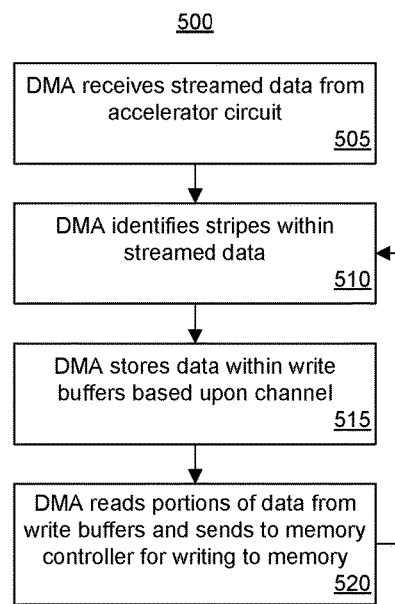 500
DMA receives streamed data from
accelerator circuit
505
DMA identifies stripes within
streamed data
510
DMA stores data within write
buffers based upon channel
515
DMA reads portions of data from
write buffers and sends to memory
controller for writing to memory
520